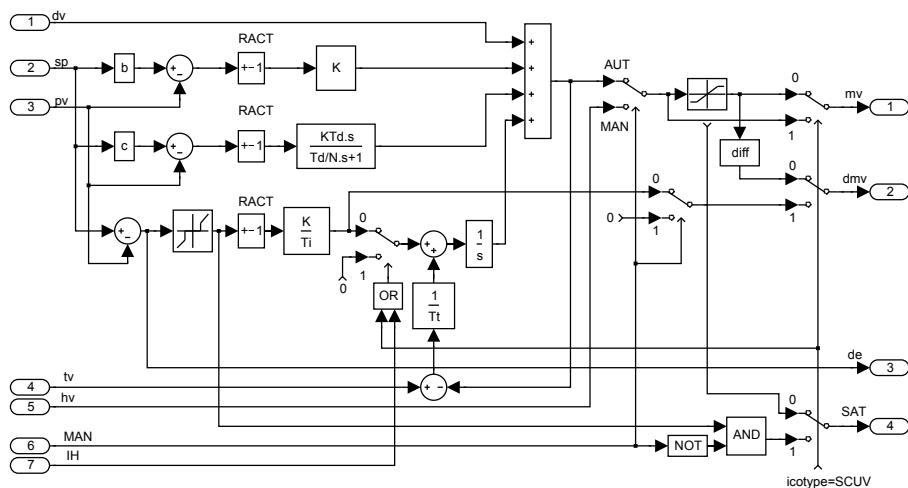 1 dv
RACT
AUT
2 sp
b
+
−
+−1
K
+
+
+
+
0
mv
1
3 pv
RACT
MAN
1
c
+
−
+−1
KTd.s
Td/N.s+1
diff
0
dmv
2
0
1
RACT
0
+
−
+−1
K
Ti
0
1
+
+
1
s
1
0
OR
1
Tt
de
3
4 tv
+ −
5 hv
0
SAT
4
6 MAN
NOT
AND
1
7 IH
icotype=SCUV